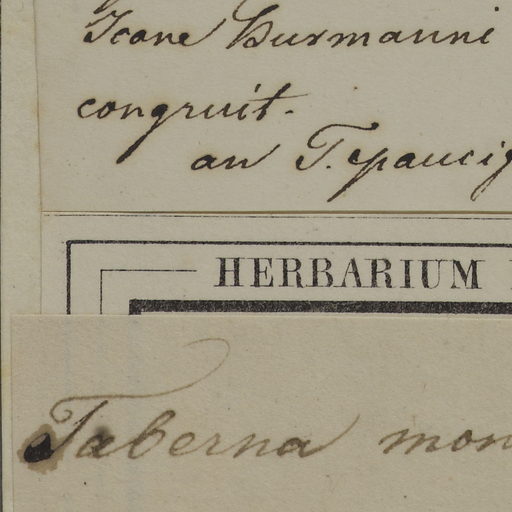 Icone Burmanni
congruit.
an T. paucif
HERBARIUM
Taberna mon